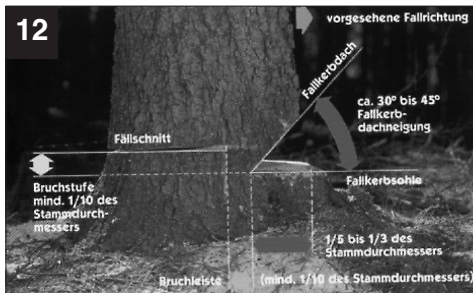 12
vorgesehene Fallrichtung
Fallkerbdach
ca. 30° bis 45°
Fallkerb-
dachneigung
Fällschnitt
Bruchstufe
mind. 1/10 des
Stammdurch-
messers
Fallkerbsohle
1/5 bis 1/3 des
Stammdurchmessers
Bruchleiste
(mind. 1/10 des Stammdurchmessers)